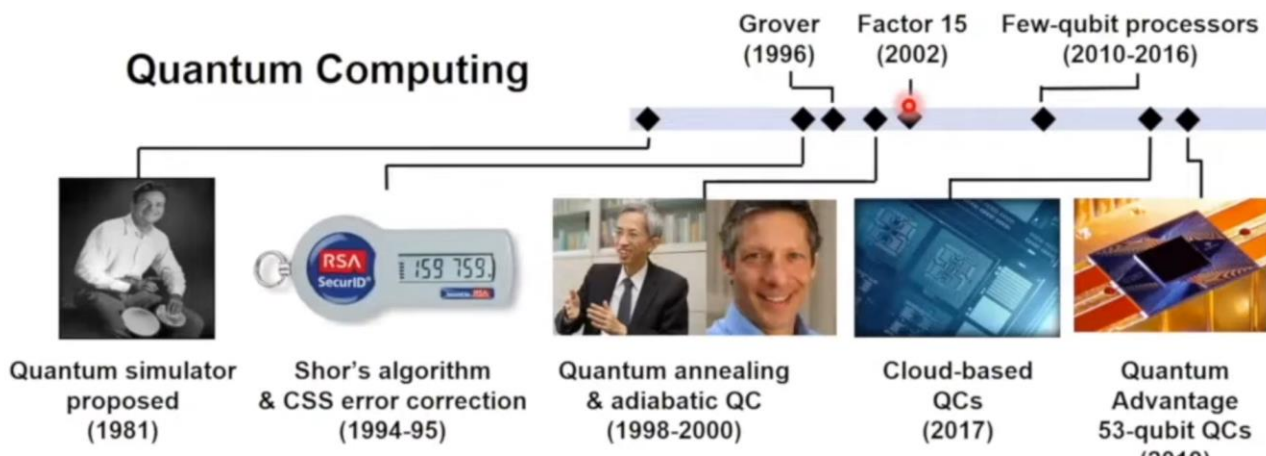 Quantum Computing
Grover
(1996)
Factor 15
(2002)
Few-qubit processors
(2010-2016)
RSA
SecurID®
159 759
RSA
Quantum simulator
proposed
(1981)
Shor's algorithm
& CSS error correction
(1994-95)
Quantum annealing
& adiabatic QC
(1998-2000)
Cloud-based
QCs
(2017)
Quantum
Advantage
53-qubit QCs